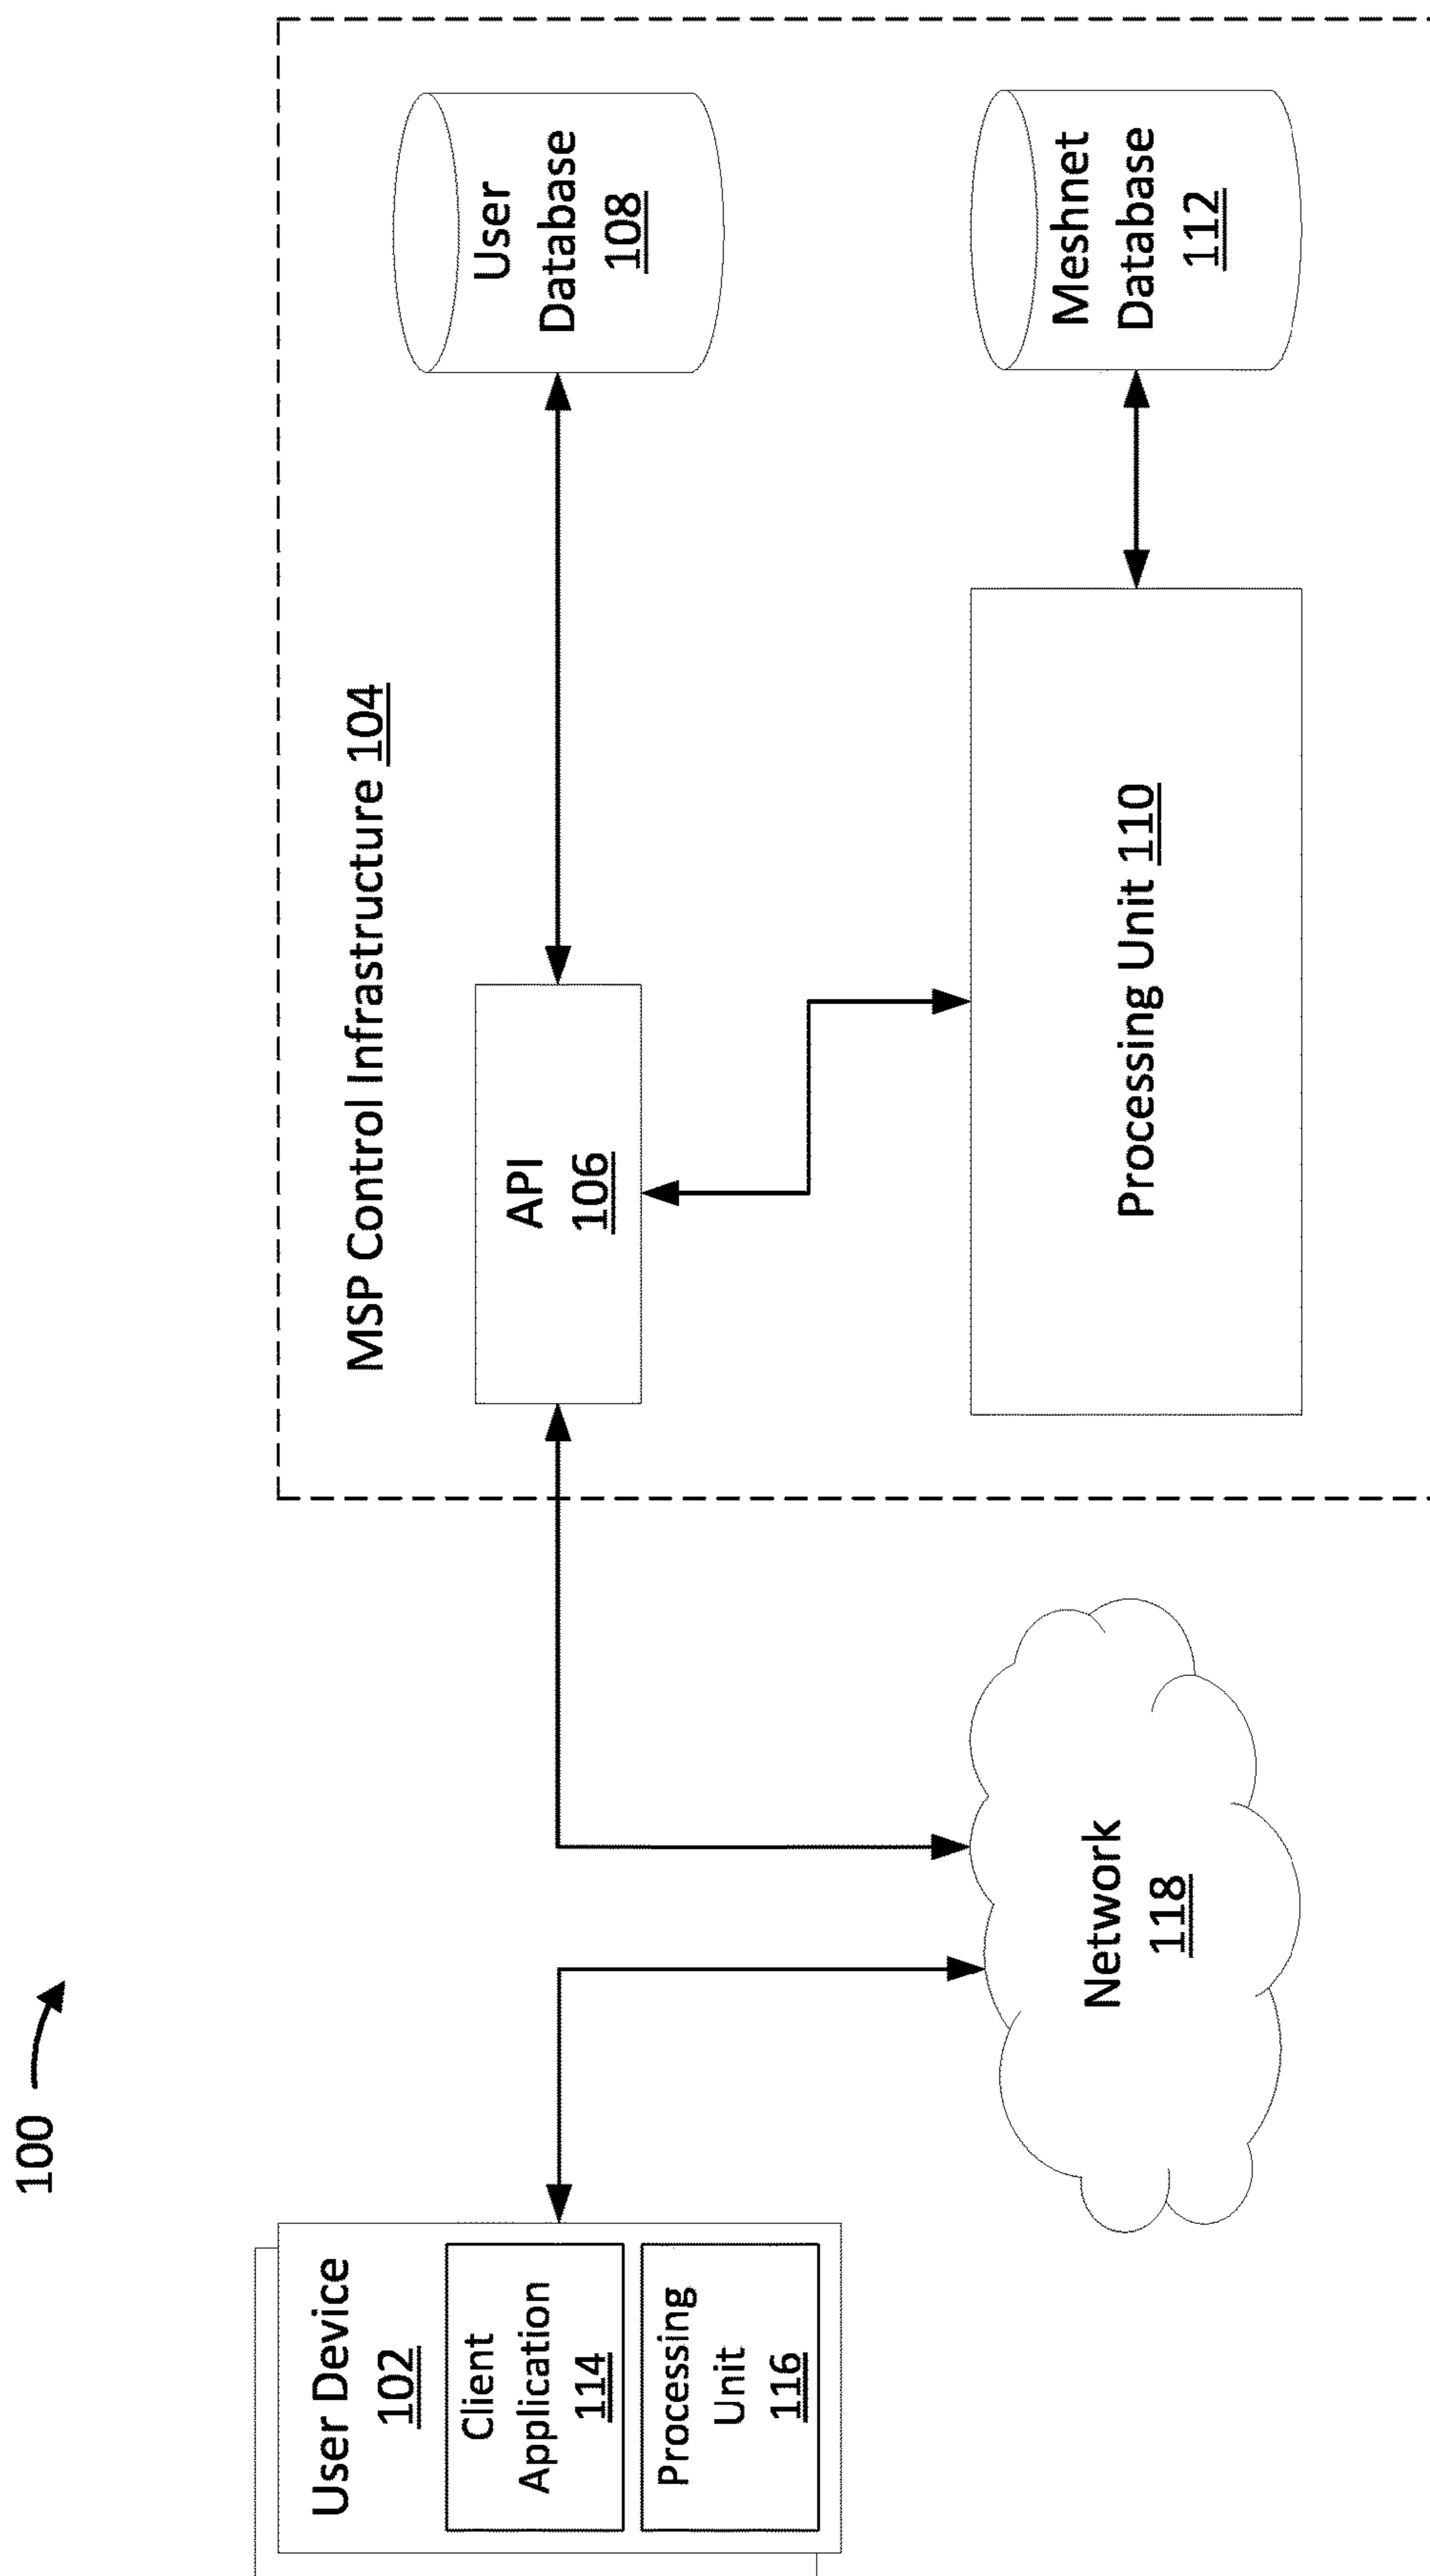 100
User Device
102
Client
Application
114
Processing
Unit
116
Network
118
MSP Control Infrastructure 104
API
106
User
Database
108
Processing Unit 110
Meshnet
Database
112